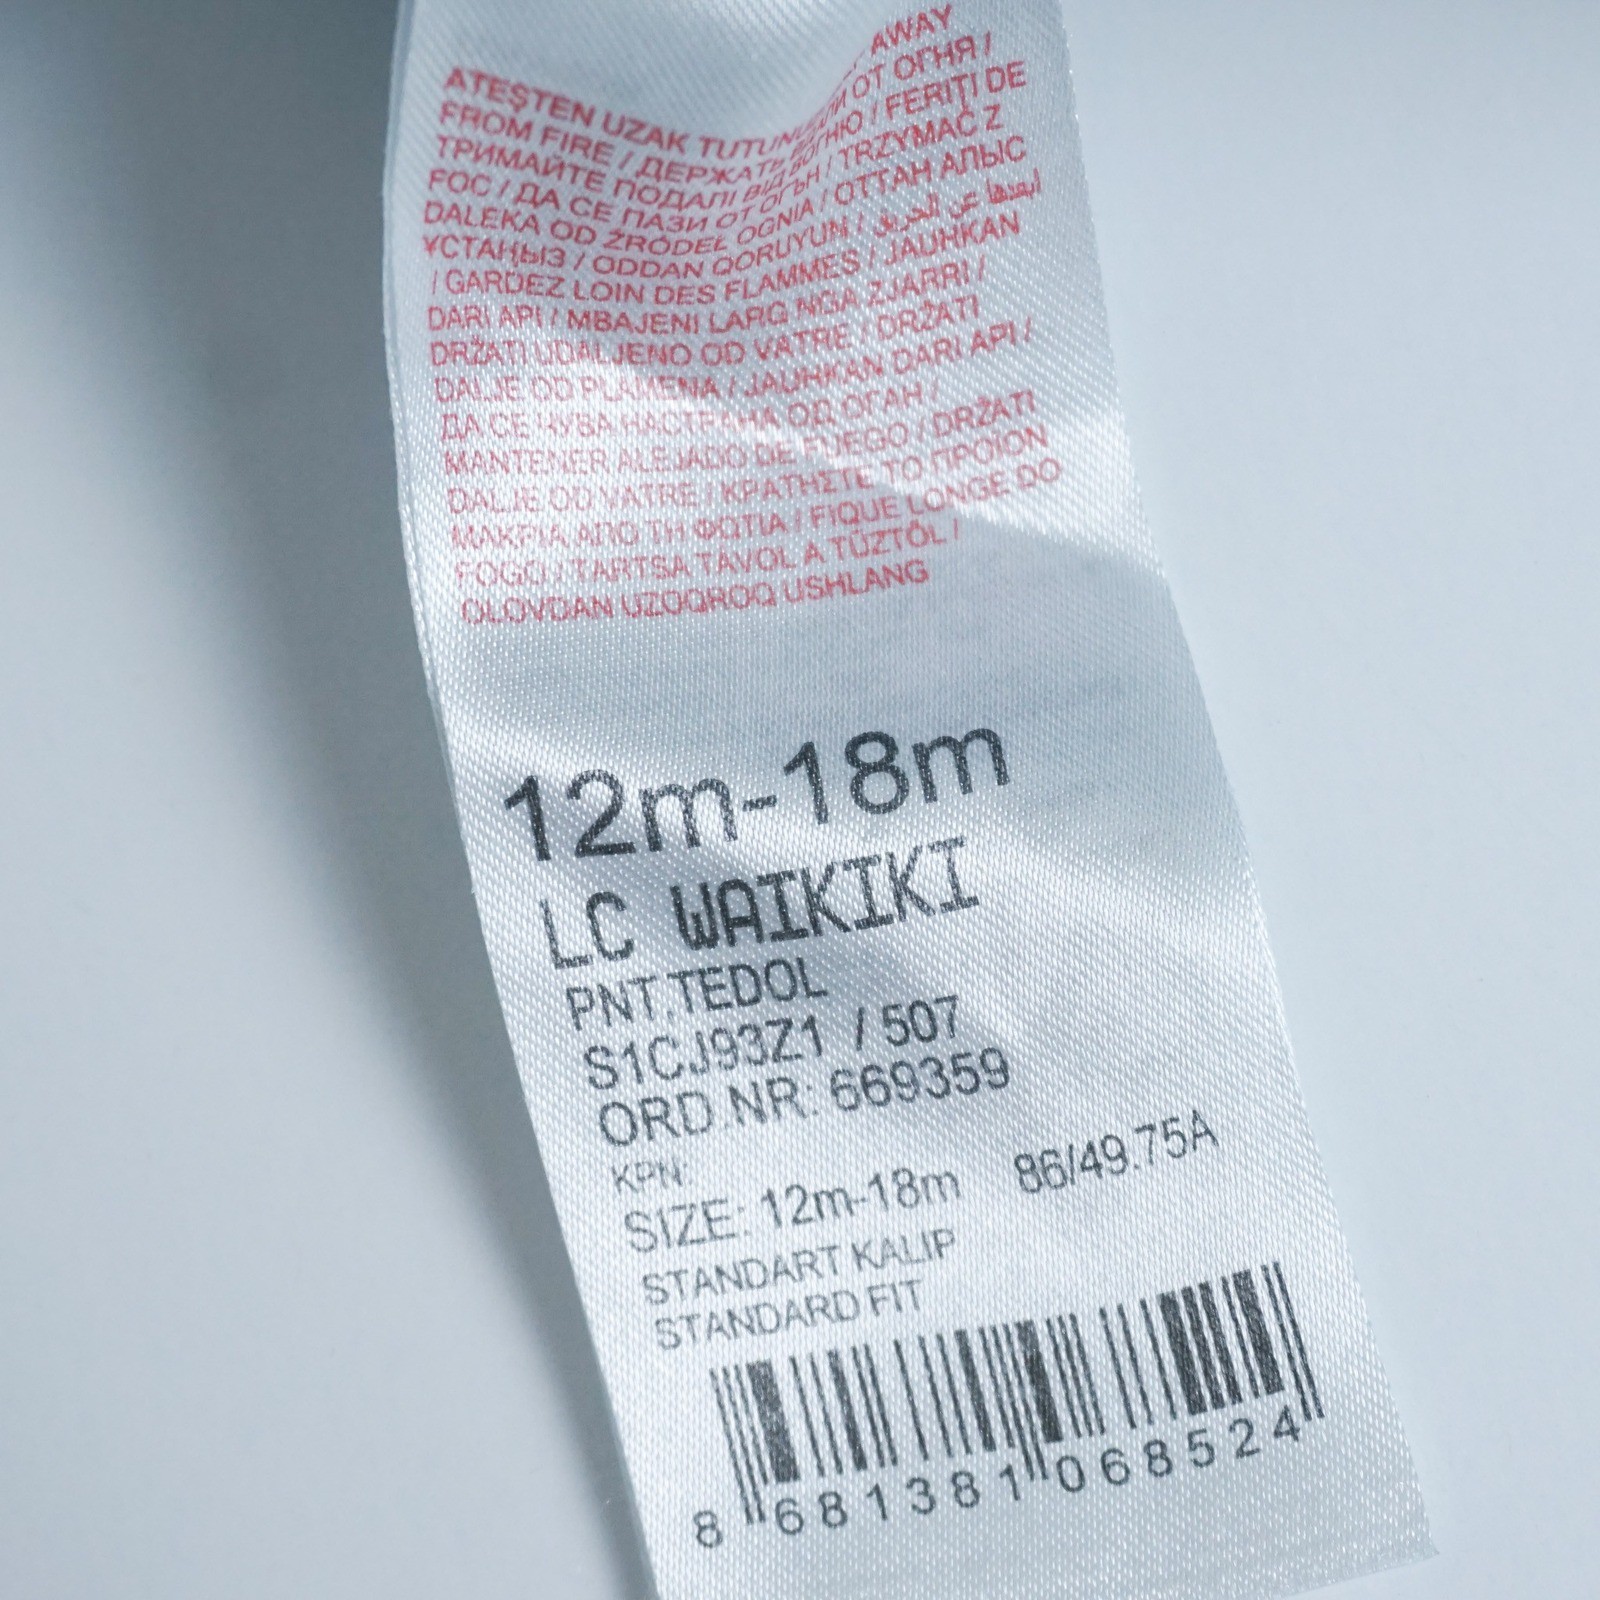 ATEŞTEN UZAK TUTUNUZ AWAY
FROM FIRE / ДЕРЖАТЬ ОТ ОГНЯ /
ТРИМАЙТЕ ПОДАЛІ ВІД ВОГНЮ / FERIȚI DE
FOC / ДА СЕ ПАЗИ ОТ ОГЪН / TRZYMAĆ Z
DALEKA OD ŹRÓDEŁ OGNIA / ОТТАН АЛЫС
ҰСТАҢЫЗ / ODDAN QORUYUN / ابعدها عن الحريق
/ GARDEZ LOIN DES FLAMMES / JAUHKAN
DARI API / MBAJENI LARG NGA ZJARRI /
DRŽATI UDALJENO OD VATRE / DRŽATI
DALJE OD PLAMENA / JAUHKAN DARI API /
ДА СЕ ЧУВА НАСТРАНА ОД ОГАН /
MANTENER ALEJADO DE FUEGO / DRŽATI
DALJE OD VATRE / ΚΡΑΤΗΣΤΕ ΤΟ ΠΡΟΪΟΝ
ΜΑΚΡΙΑ ΑΠΟ ΤΗ ΦΩΤΙΑ / FIQUE LONGE DO
FOGO / TARTSA TÁVOL A TŰZTŐL /
OLOVDAN UZOQROQ USHLANG
12m-18m
LC WAIKIKI
PNT.TEDOL
S1CJ93Z1 / 507
ORD.NR: 669359
KPN:
SIZE: 12m-18m 86/49.75A
STANDART KALIP
STANDARD FIT
8 681381 068524